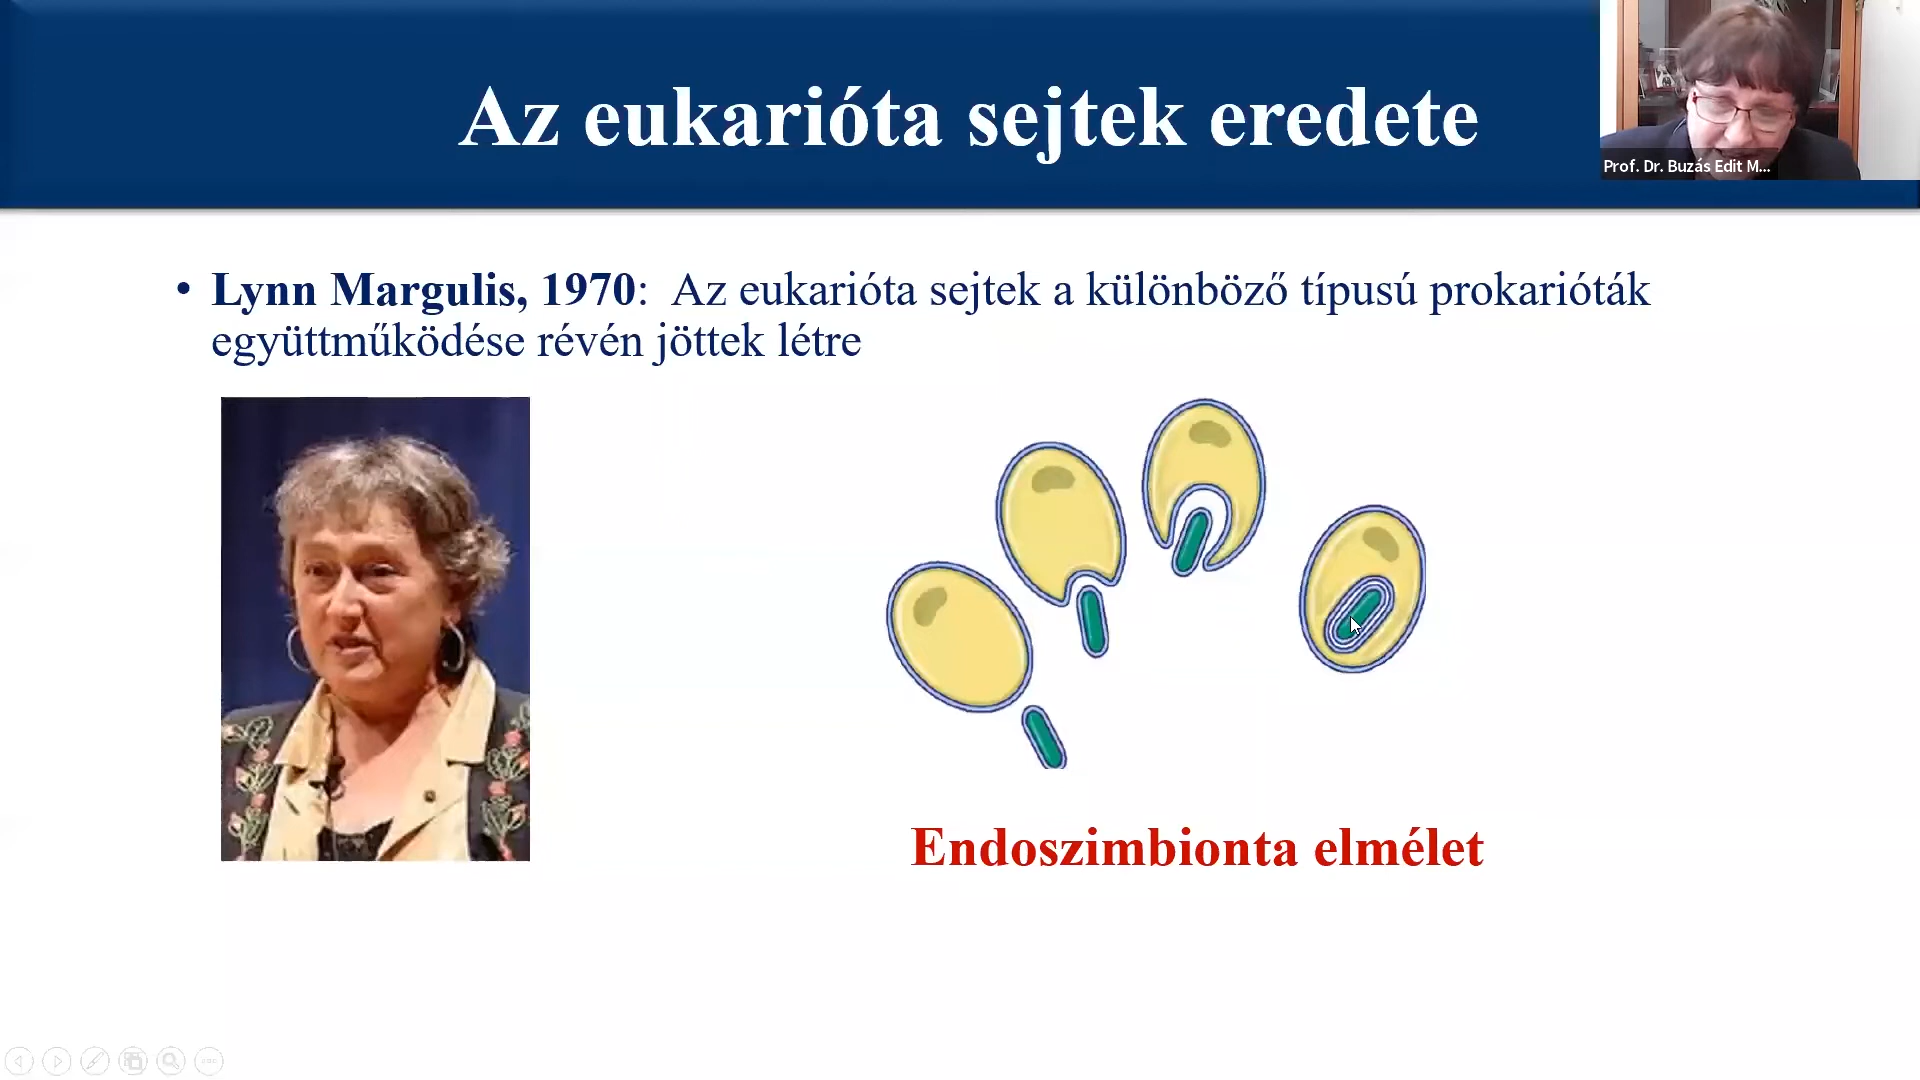 Az eukarióta sejtek eredete
Prof. Dr. Buzás Edit M...
• Lynn Margulis, 1970:  Az eukarióta sejtek a különböző típusú prokarióták
együttműködése révén jöttek létre
Endoszimbionta elmélet